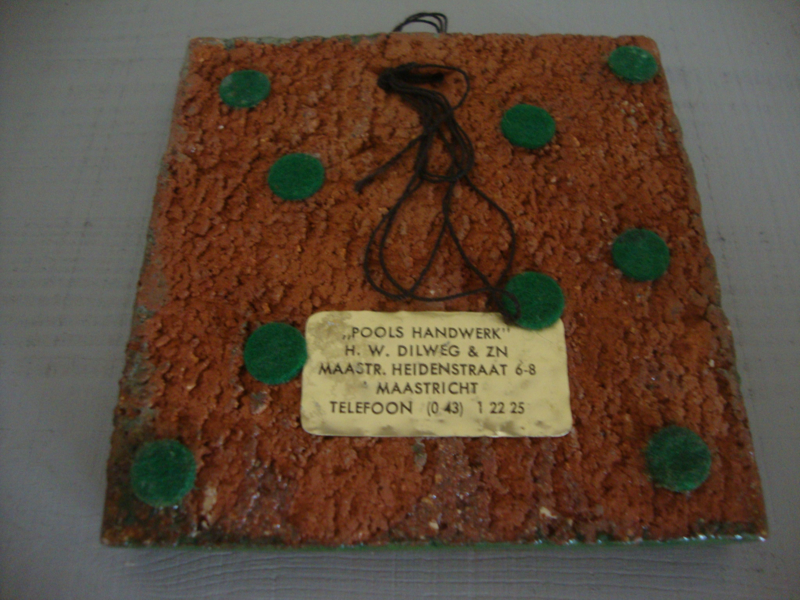 „POOLS HANDWERK"
H. W. DILWEG & ZN
MAASTR. HEIDENSTRAAT 6-8
MAASTRICHT
TELEFOON (0 43) 1 22 25